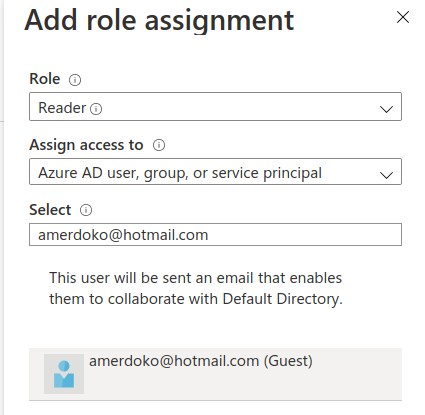 Add role assignment
Role
Reader
Assign access to
Azure AD user, group, or service principal
Select
amerdoko@hotmail.com
This user will be sent an email that enables
them to collaborate with Default Directory.
amerdoko@hotmail.com (Guest)